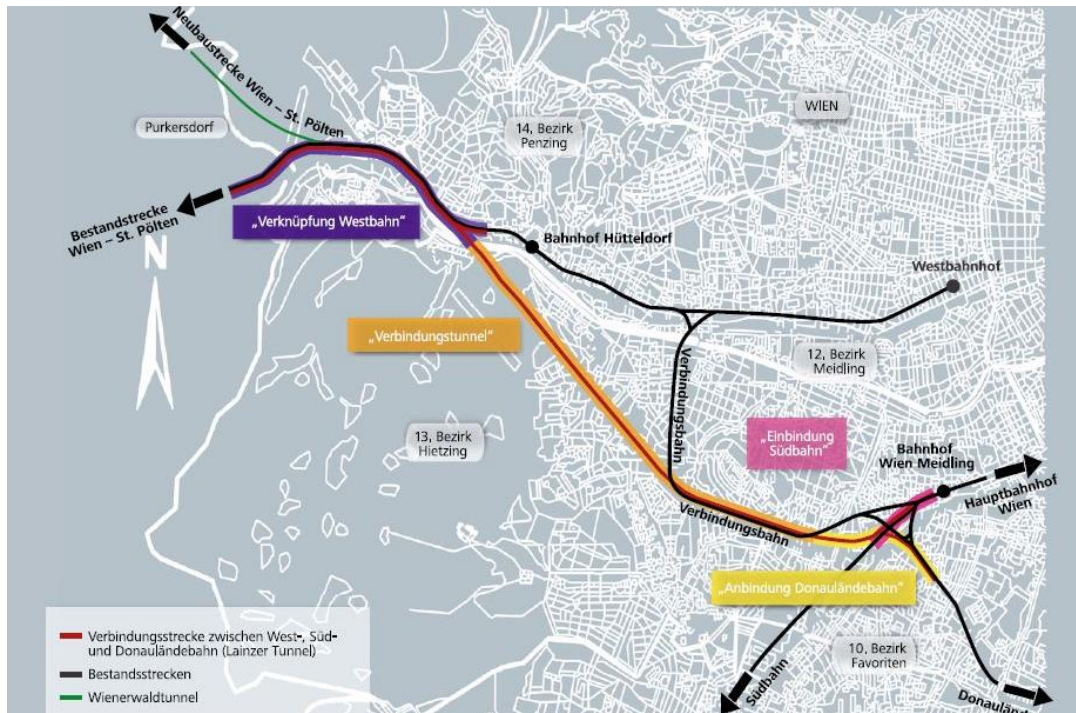 Neubaustrecke Wien – St. Pölten
WIEN
Purkersdorf
14, Bezirk
Penzing
„Verknüpfung Westbahn“
Bestandstrecke
Wien – St. Pölten
Bahnhof Hütteldorf
N
Westbahnhof
„Verbindungstunnel“
12, Bezirk
Meidling
Verbindungsbahn
13, Bezirk
Hietzing
„Einbindung
Südbahn“
Bahnhof
Wien Meidling
Hauptbahnhof
Wien
Verbindungsbahn
„Anbindung Donauländebahn“
10, Bezirk
Favoriten
Südbahn
Donaulände
Verbindungsstrecke zwischen West-, Süd-
und Donauländebahn (Lainzer Tunnel)
Bestandsstrecken
Wienerwaldtunnel